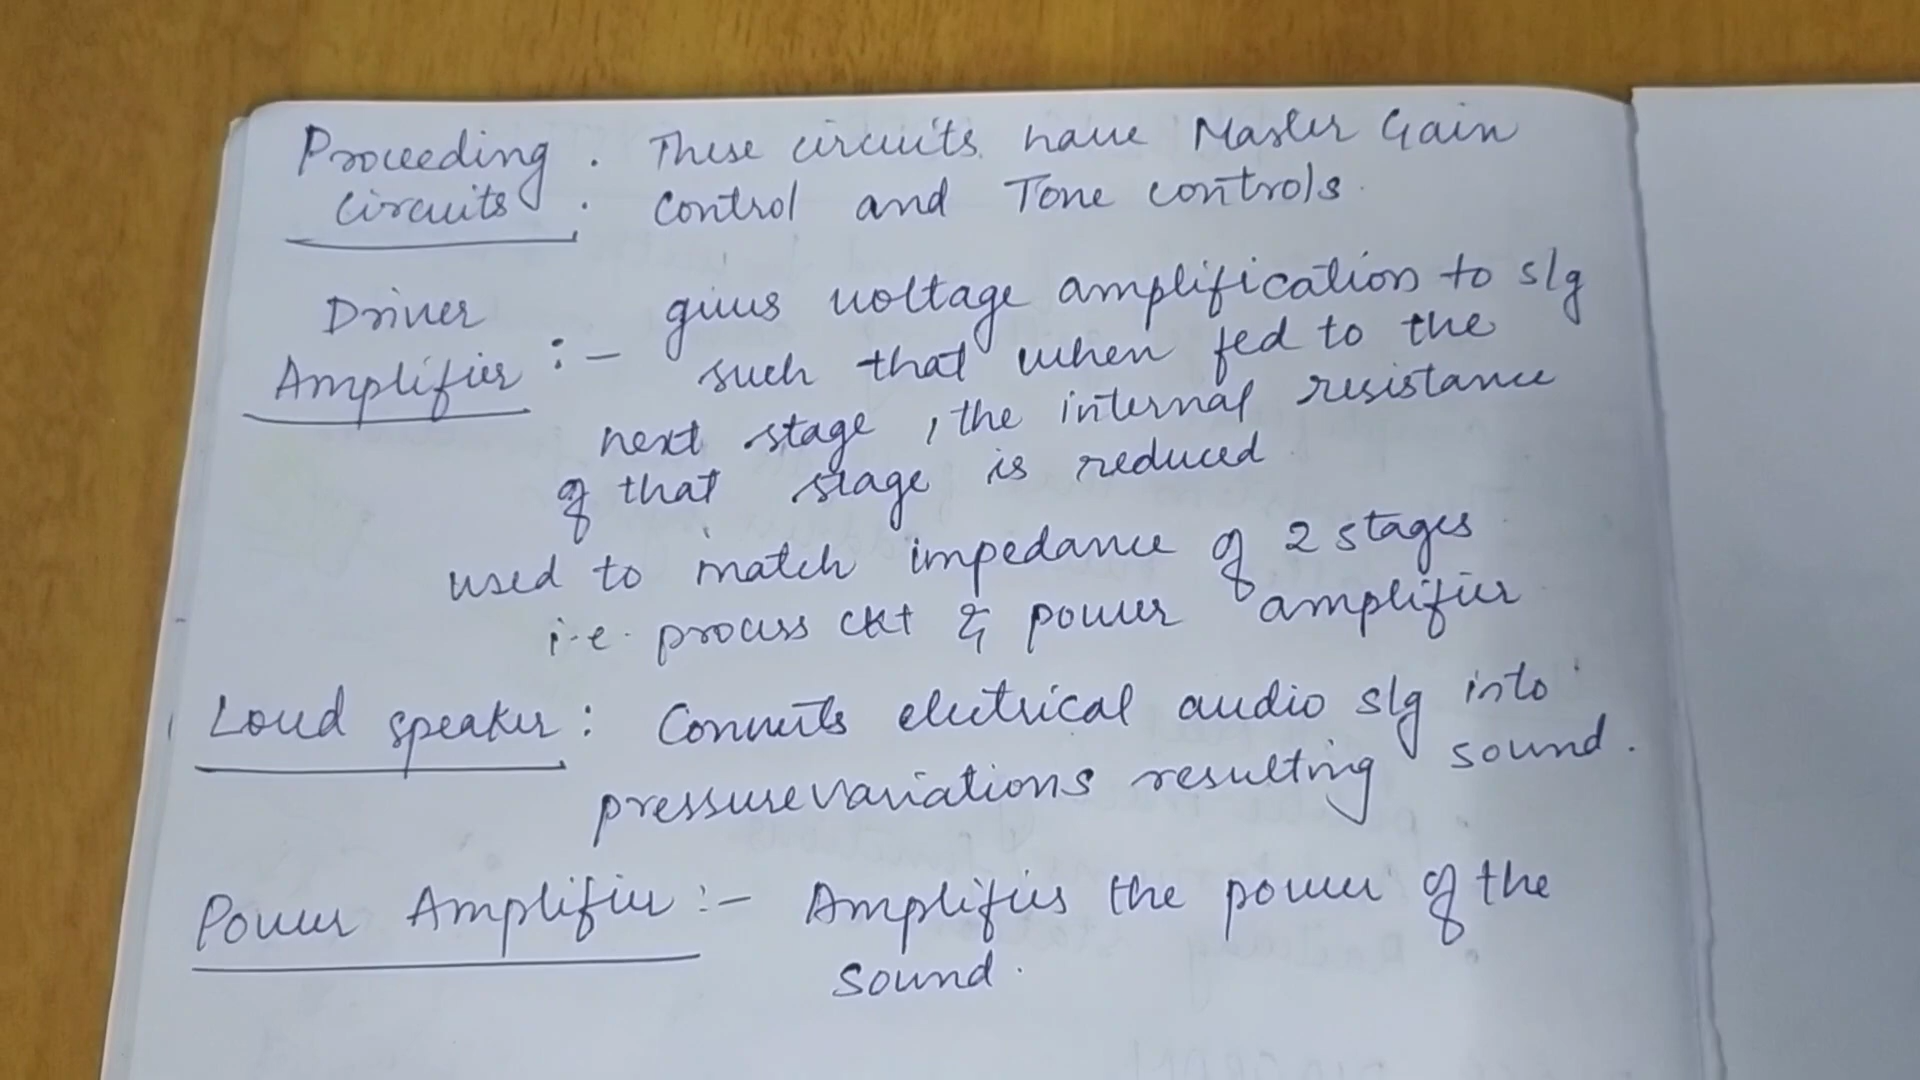 Proceeding : These circuits have Master Gain
circuits control and Tone controls.
Driver
Amplifier :- gives voltage amplification to s/g
such that when fed to the
next stage, the internal resistance
of that stage is reduced
used to match impedance of 2 stages
i.e. process ckt & power amplifier
Loud speaker : Converts electrical audio s/g into
pressure variations resulting sound.
Power Amplifier :- Amplifies the power of the
sound.